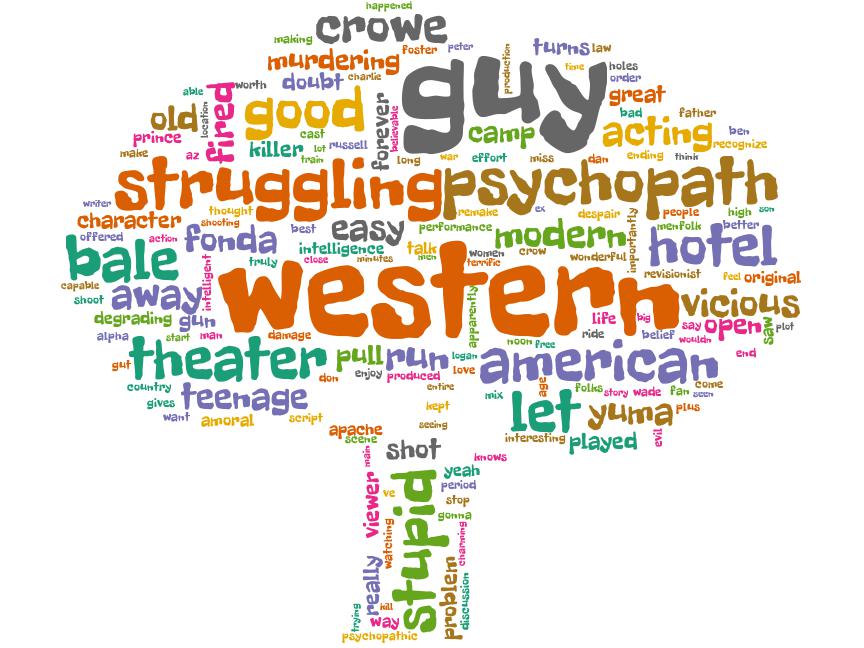 happened
crowe
making
guy
foster
peter
production
turns
law
murdering
time
holes
doubt
charlie
order
able
worth
fired
good
great
location
old
cast
forever
believable
camp
bad
father
acting
ben
prince
killer
lot
russell
recognize
make
az
train
long
war
effort
miss
dan
ending
think
struggling
psychopath
writer
thought
remake
ex
despair
people
high
son
character
shooting
best
easy
performance
importantly
menfolk
better
offered
action
fonda
intelligence
talk
crow
modern
hotel
bale
truly
close
minutes
men
women
terrific
wonderful
intelligent
western
revisionist
feel
original
capable
shoot
away
vicious
degrading
gun
apparently
life
big
say
open
saw
plot
alpha
start
man
damage
noon
free
ride
belief
wouldn
gut
theater
pull
run
logan
love
american
end
don
enjoy
produced
country
teenage
entire
mix
age
folks
story
wade
fan
come
seen
gives
want
amoral
script
kept
let
yuma
plus
apache
seeing
interesting
played
evil
scene
shot
main
knows
yeah
viewer
ve
stupid
period
stop
gonna
watching
charming
really
problem
discussion
trying
kill
way
psychopathic